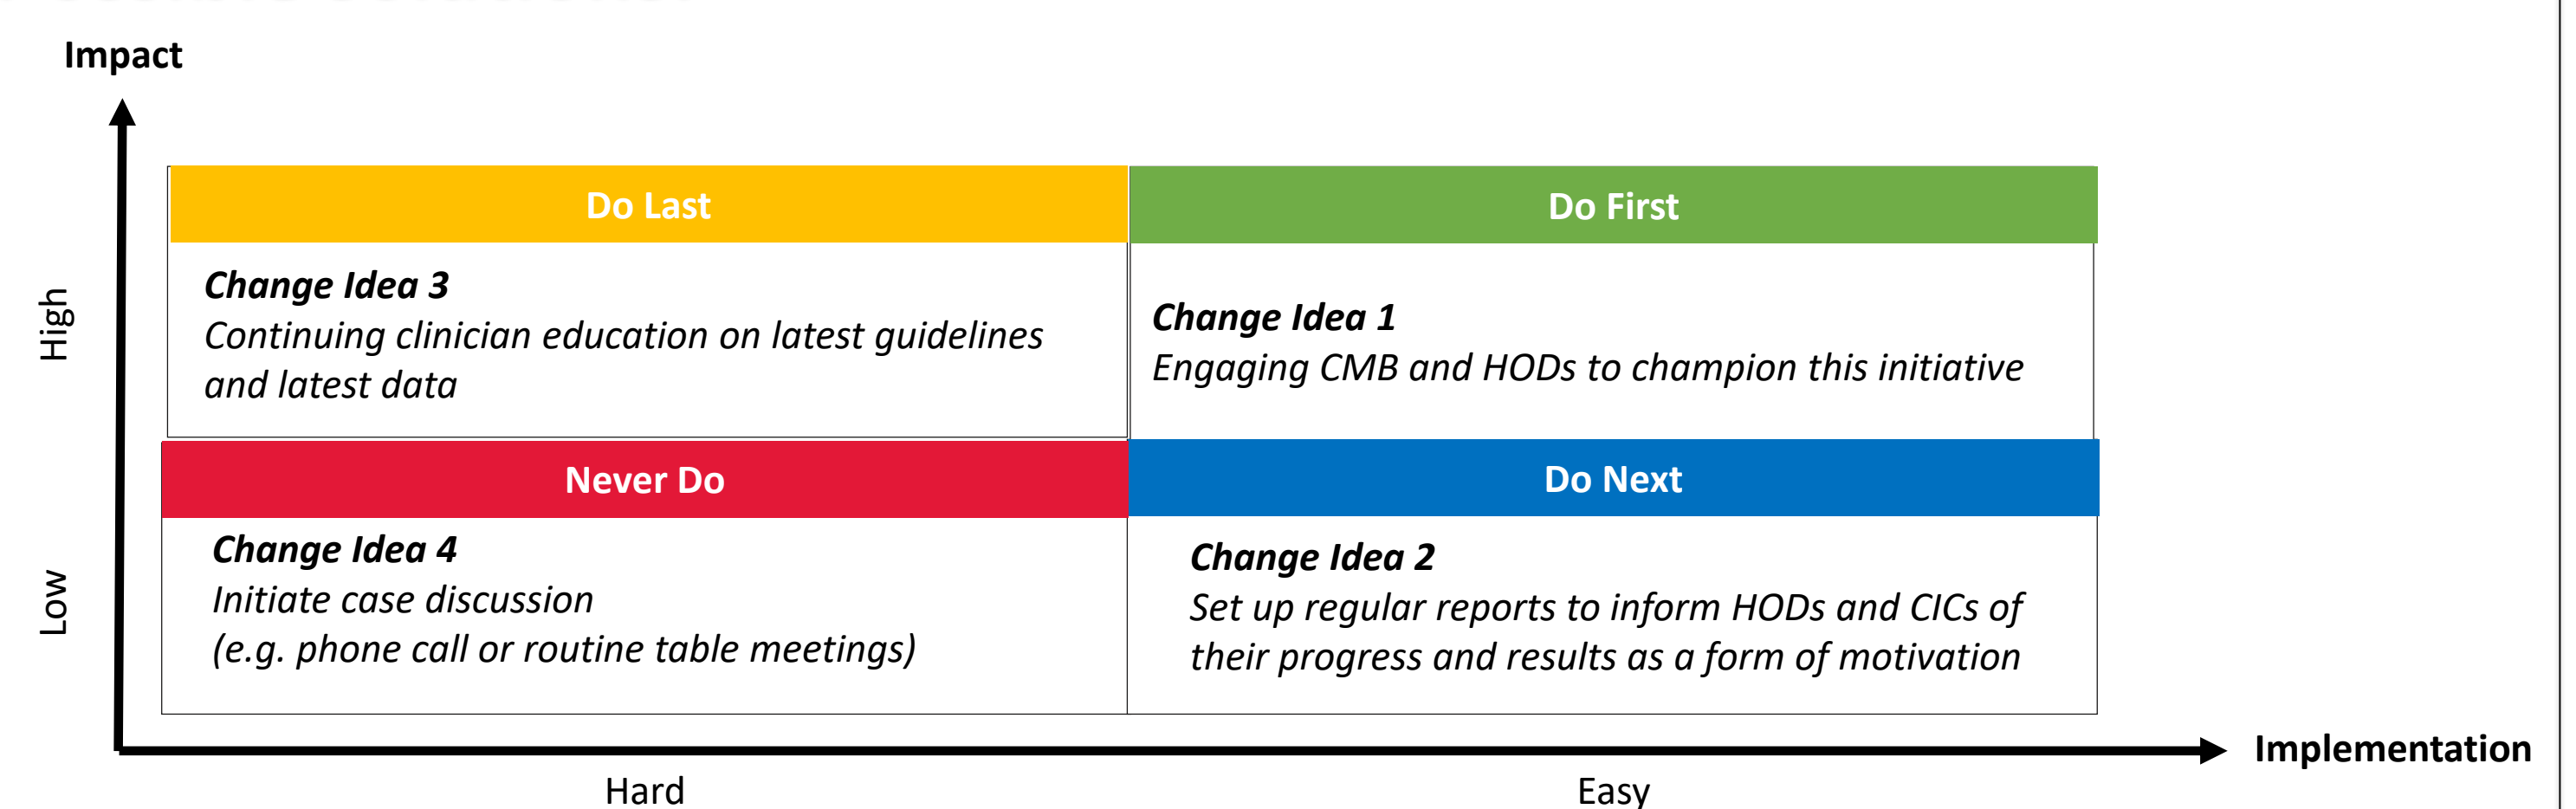 Impact
High
Do Last
Change Idea 3
Continuing clinician education on latest guidelines
and latest data
Do First
Change Idea 1
Engaging CMB and HODs to champion this initiative
Low
Never Do
Change Idea 4
Initiate case discussion
(e.g. phone call or routine table meetings)
Do Next
Change Idea 2
Set up regular reports to inform HODs and CICs of
their progress and results as a form of motivation
Implementation
Hard
Easy